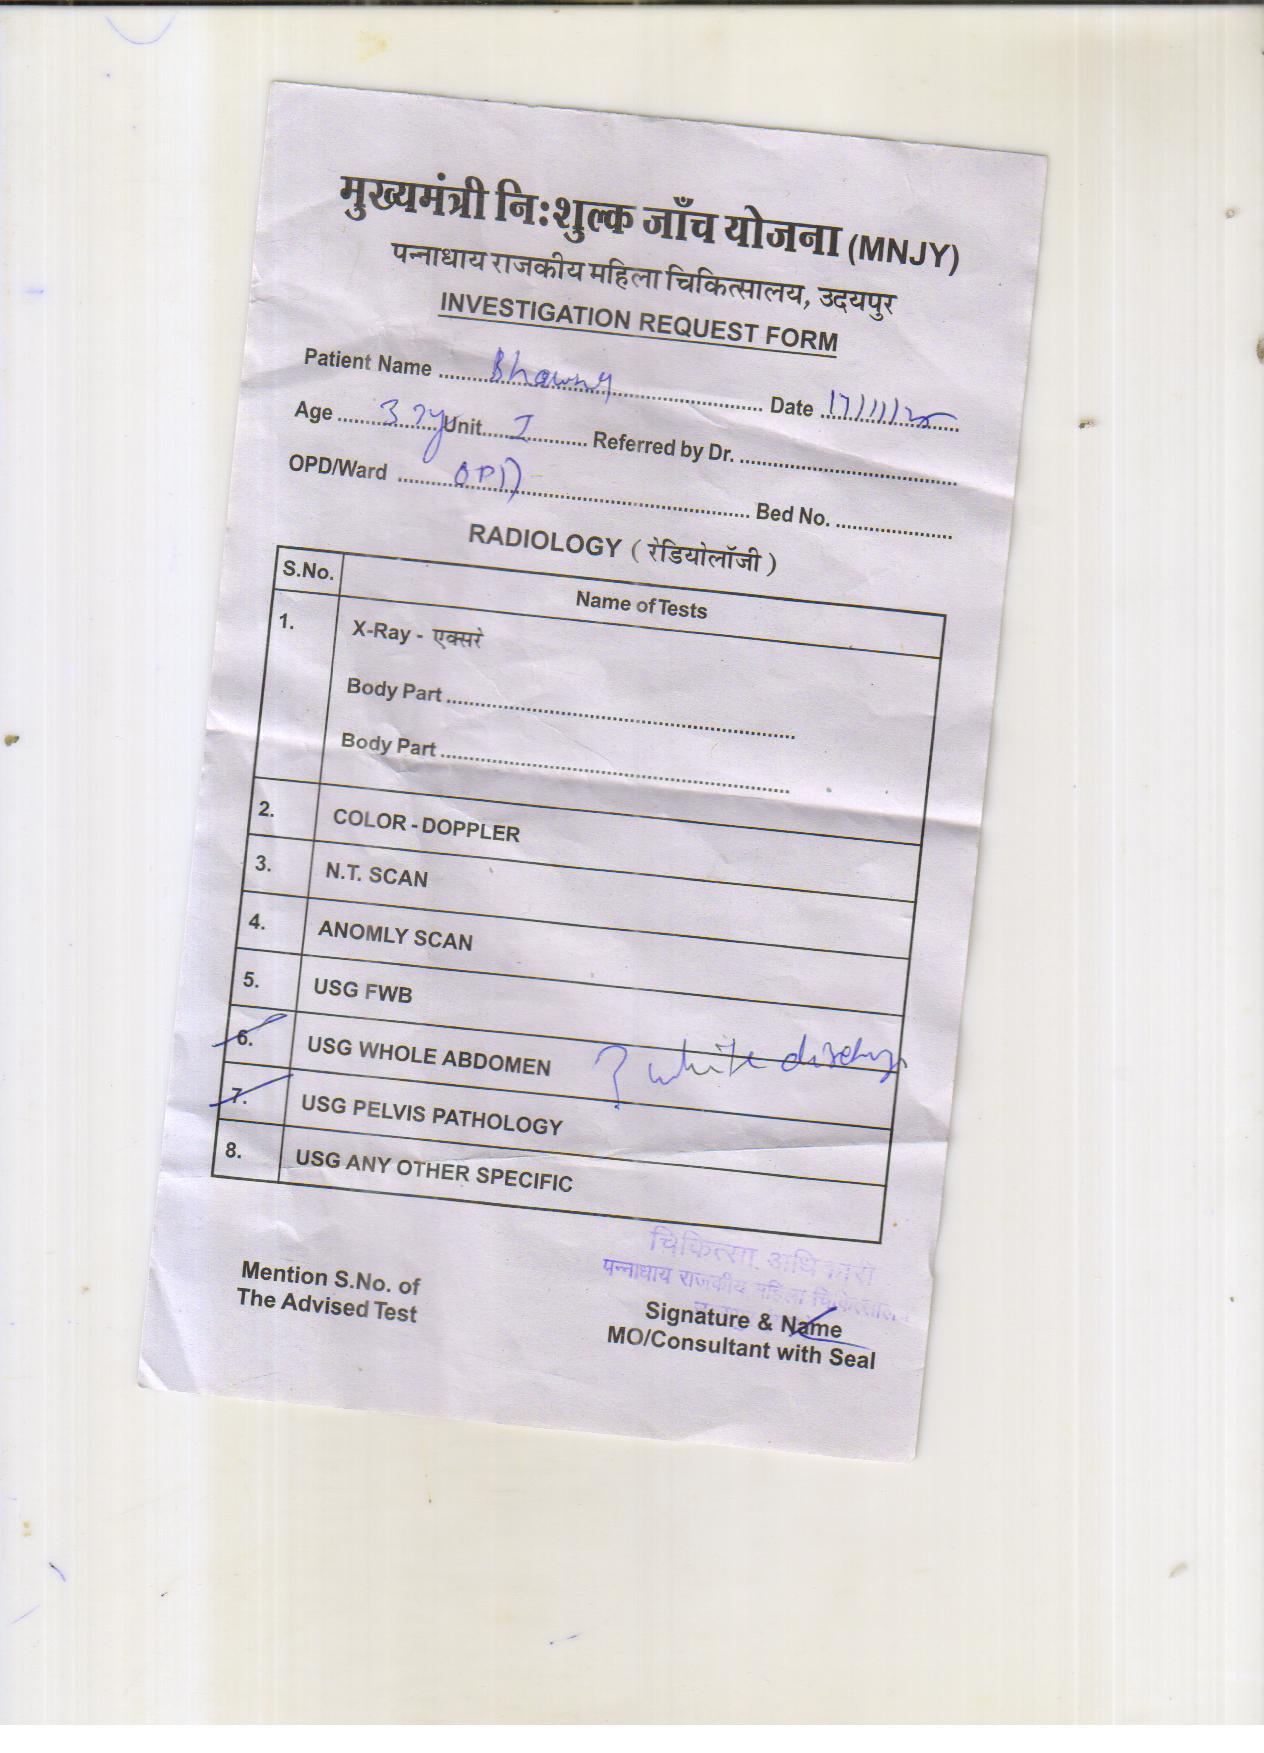 मुख्यमंत्री निःशुल्क जाँच योजना (MNJY)
पन्नाधाय राजकीय महिला चिकित्सालय, उदयपुर
INVESTIGATION REQUEST FORM
Patient Name ........................ Date 17/11/25
Age ............ Unit I ............ Referred by Dr. ........................
OPD/Ward OPD ........................ Bed No. ............
RADIOLOGY ( रेडियोलॉजी )
S.No. Name of Tests
1. X-Ray - एक्सरे
Body Part ........................
Body Part ........................
2. COLOR - DOPPLER
3. N.T. SCAN
4. ANOMLY SCAN
5. USG FWB
6. USG WHOLE ABDOMEN ? white
7. USG PELVIS PATHOLOGY
8. USG ANY OTHER SPECIFIC
चिकित्सा अधिकारी
पन्नाधाय राजकीय महिला चिकित्सालय
Mention S.No. of
The Advised Test
Signature & Name
MO/Consultant with Seal